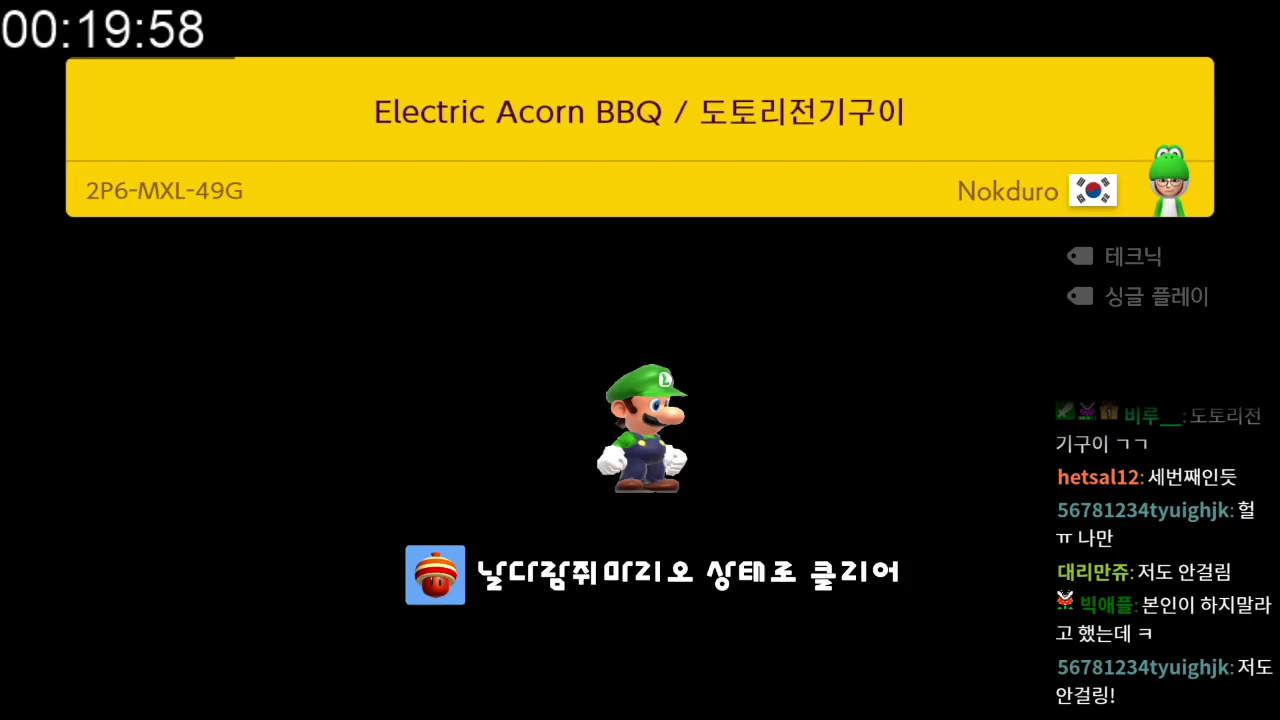 00:19:58
Electric Acorn BBQ / 도토리전기구이
2P6-MXL-49G
Nokduro
테크닉
싱글 플레이
날다람쥐마리오 상태로 클리어
비루__: 도토리전
기구이 ㄱㄱ
hetsal12: 세번째인듯
56781234tyuighjk: 헐
ㅠ 나만
대리만쥬: 저도 안걸림
빅애플: 본인이 하지말라
고 했는데 ㅋ
56781234tyuighjk: 저도
안걸링!